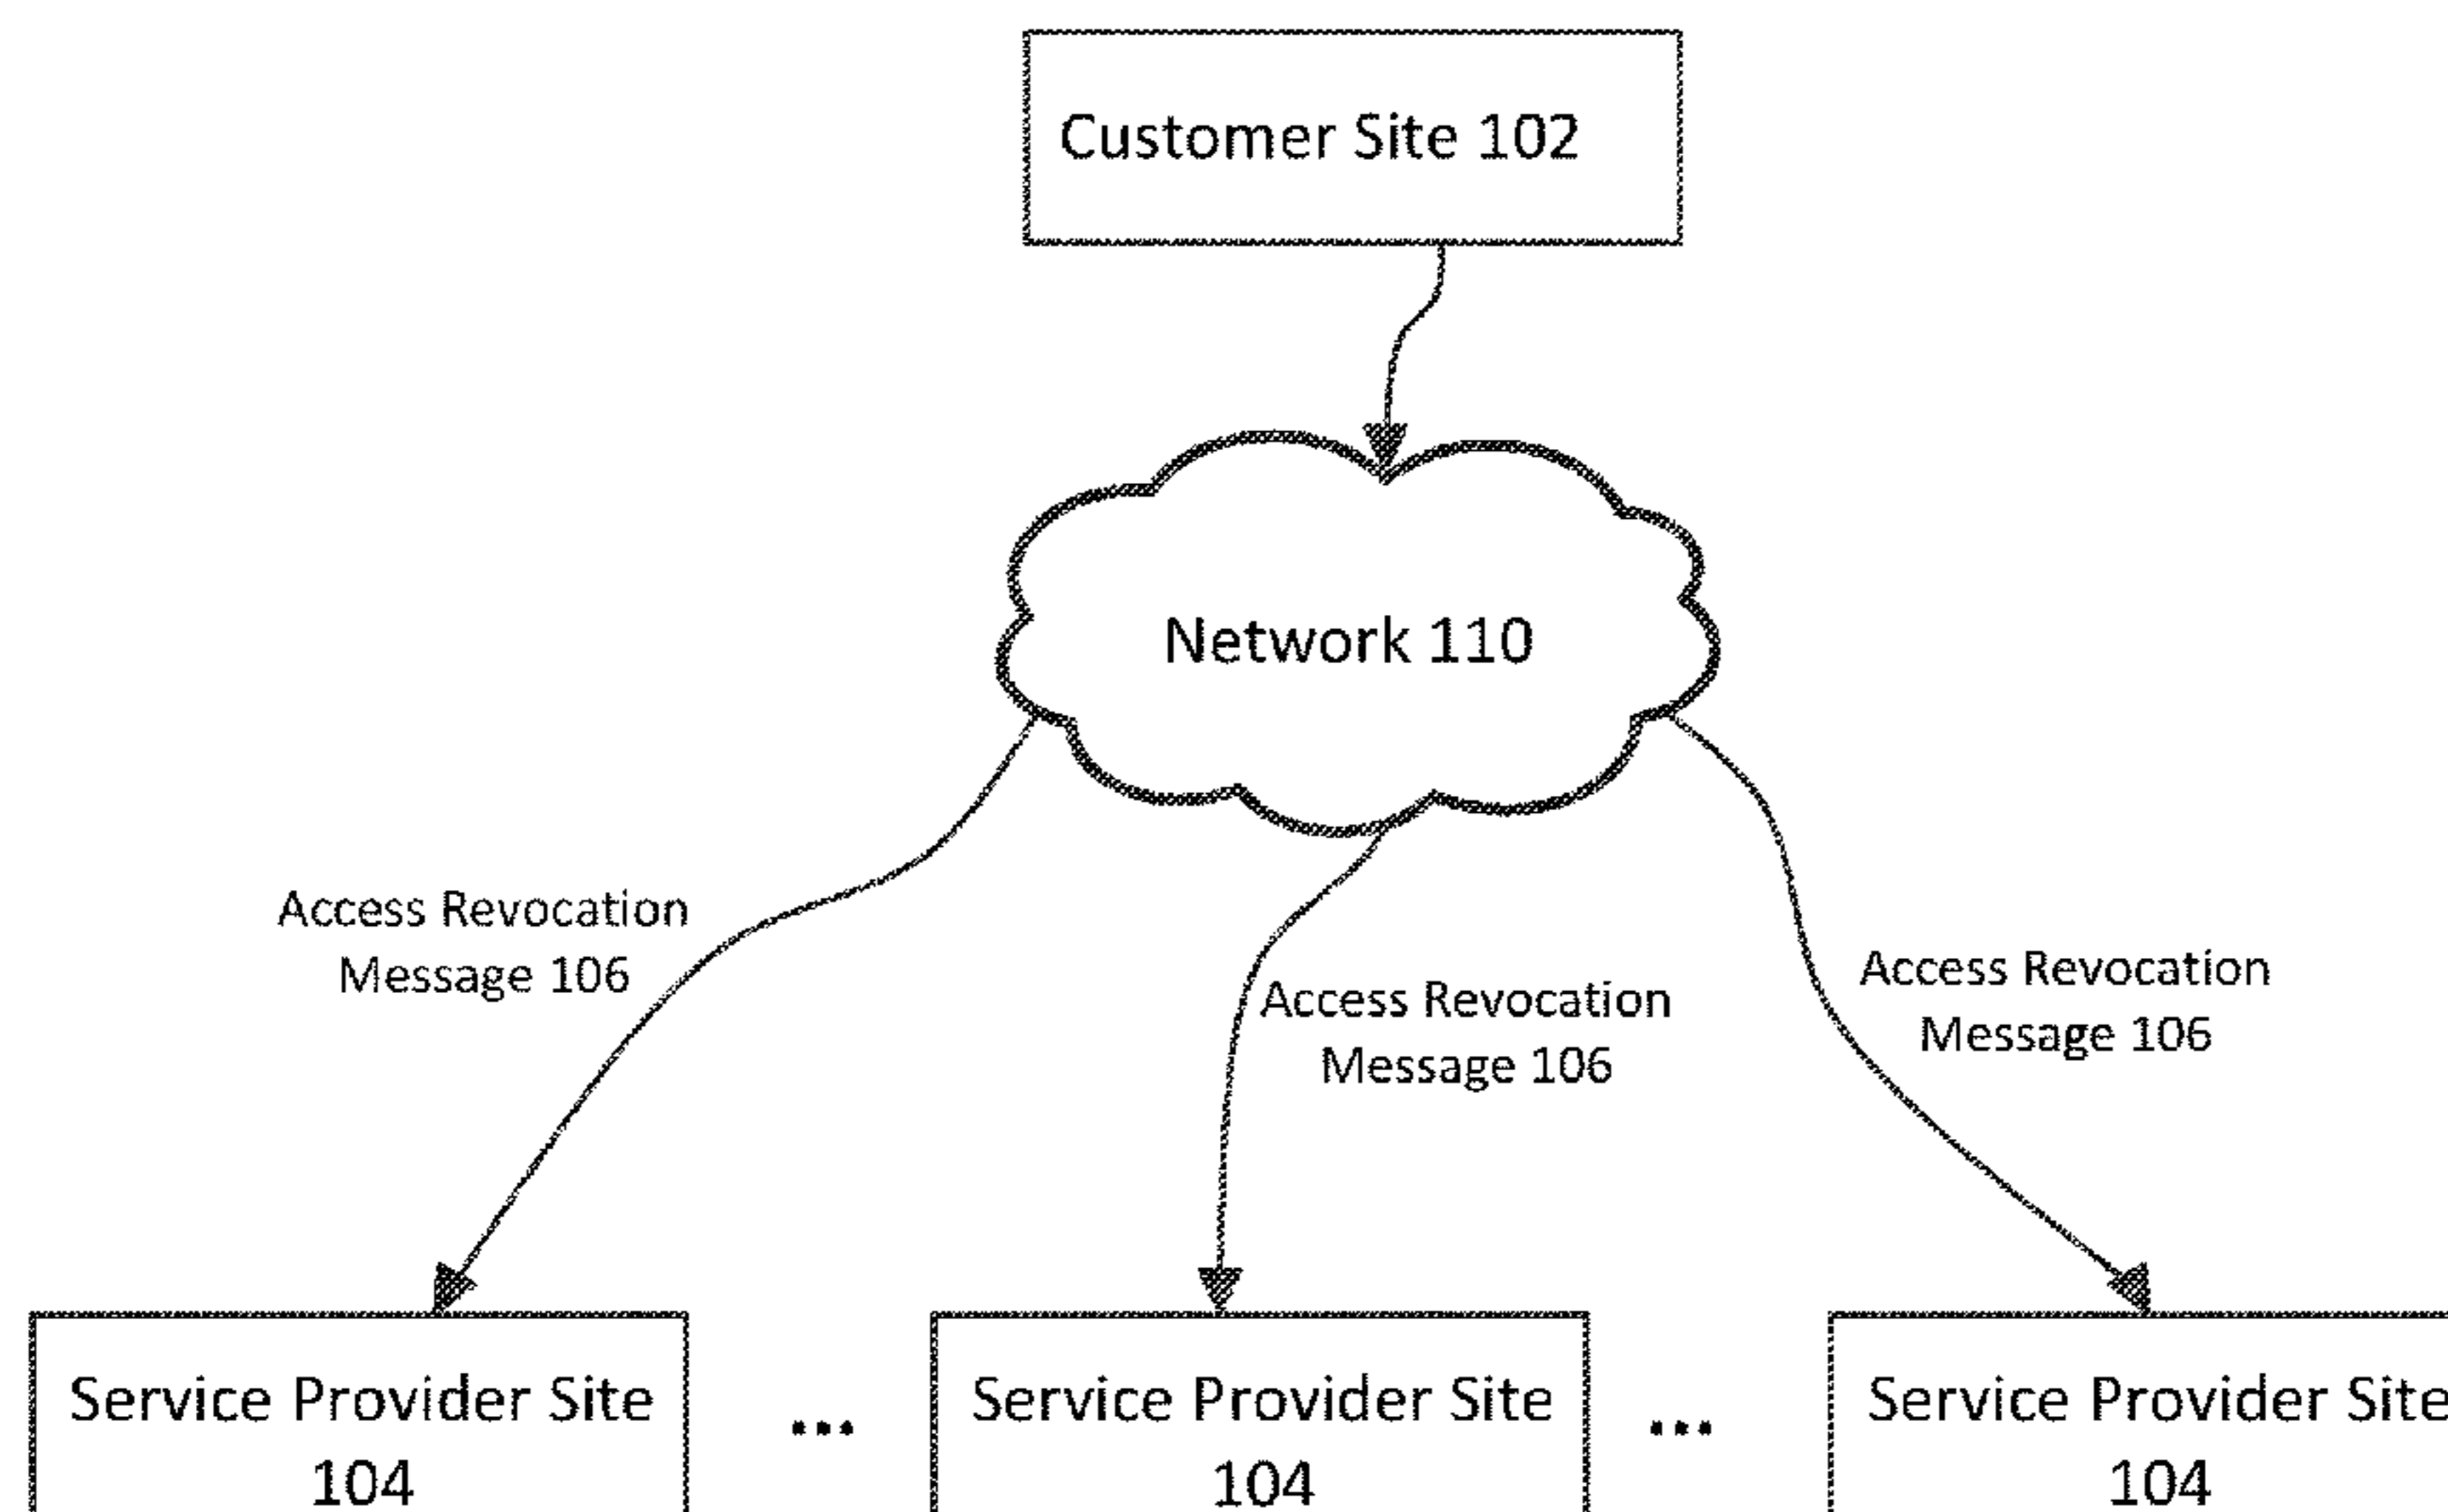 Customer Site 102
Network 110
Access Revocation
Message 106
Access Revocation
Message 106
Access Revocation
Message 106
Service Provider Site
104
...
Service Provider Site
104
...
Service Provider Site
104